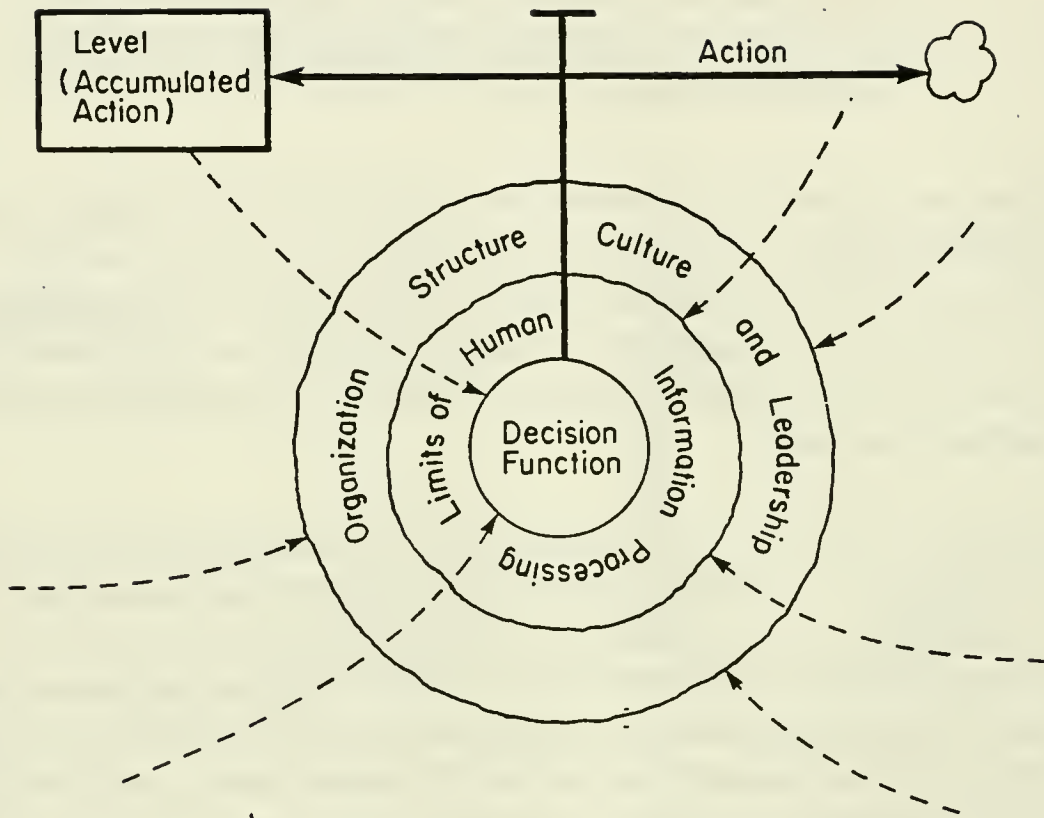 Level
(Accumulated
Action)
Action
Organization Structure Culture and Leadership
Limits of Human Information Processing
Decision
Function